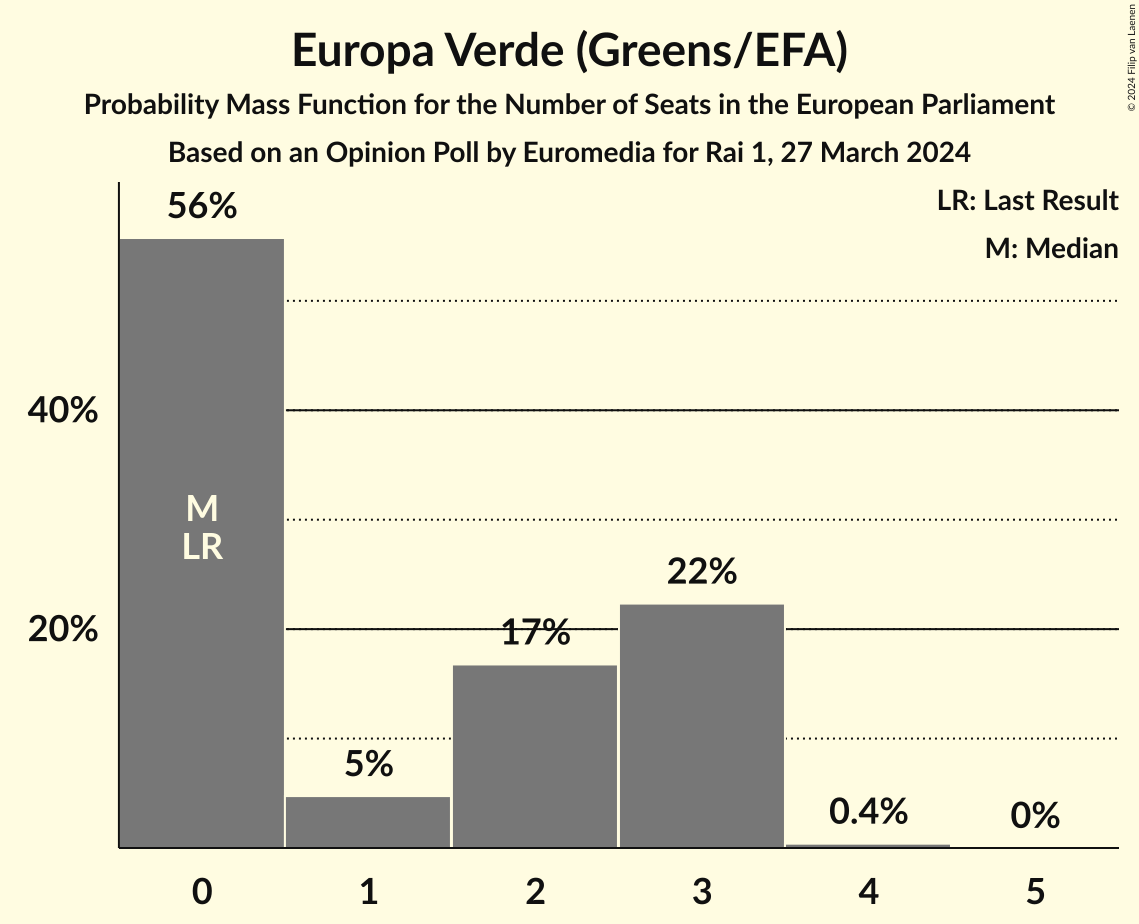 Europa Verde (Greens/EFA)
Probability Mass Function for the Number of Seats in the European Parliament
Based on an Opinion Poll by Euromedia for Rai 1, 27 March 2024
© 2024 Filip van Laenen
LR: Last Result
M: Median
56%
40%
M
LR
22%
20%
17%
5%
0.4%
0%
0 1 2 3 4 5